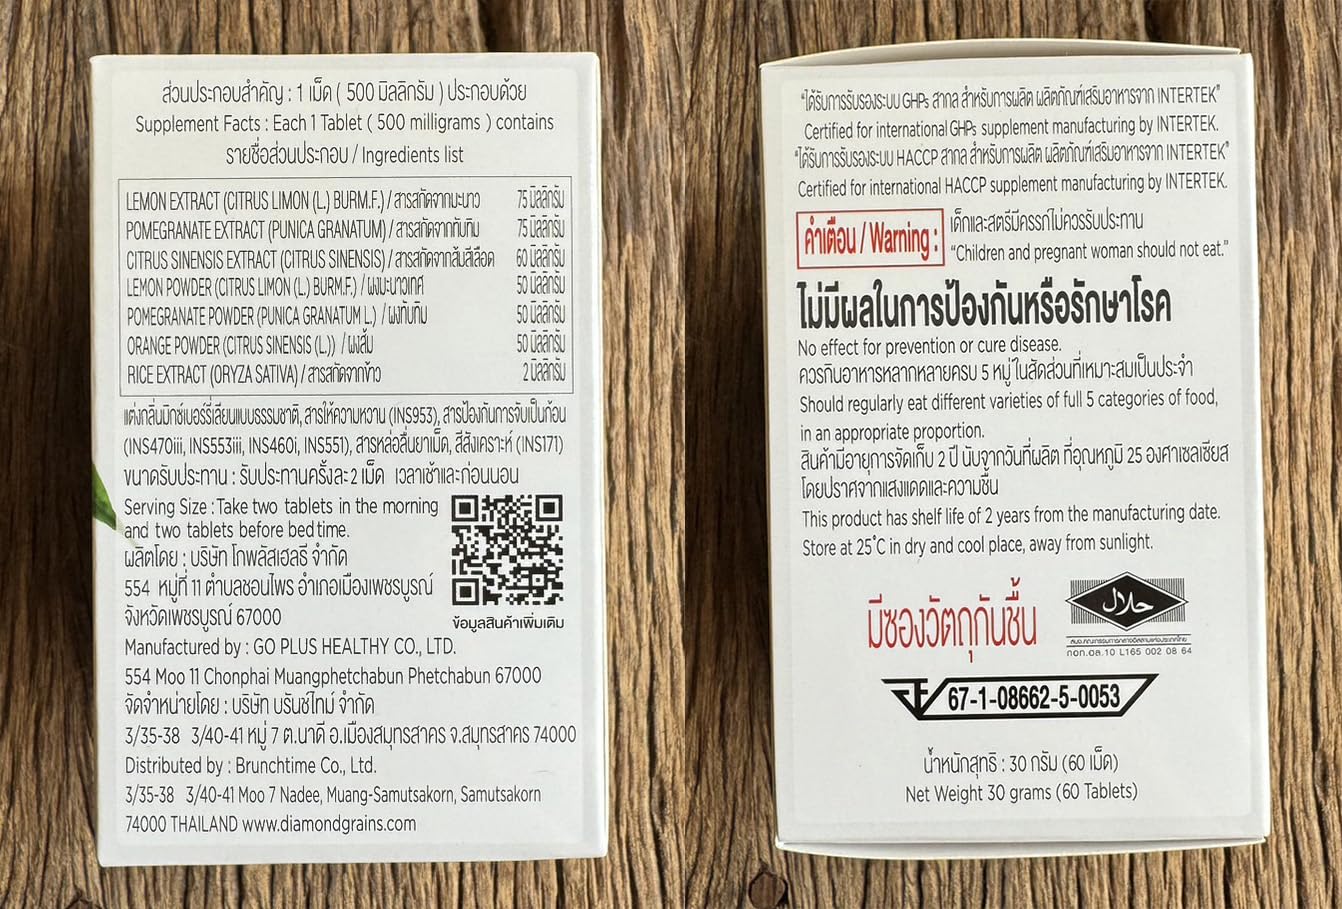 ส่วนประกอบสำคัญ : 1 เม็ด ( 500 มิลลิกรัม ) ประกอบด้วย
Supplement Facts : Each 1 Tablet ( 500 milligrams ) contains
รายชื่อส่วนประกอบ / Ingredients list
LEMON EXTRACT (CITRUS LIMON (L.) BURM.F.) / สารสกัดจากมะนาว 75 มิลลิกรัม
POMEGRANATE EXTRACT (PUNICA GRANATUM) / สารสกัดจากทับทิม 75 มิลลิกรัม
CITRUS SINENSIS EXTRACT (CITRUS SINENSIS) / สารสกัดจากส้มสีเลือด 60 มิลลิกรัม
LEMON POWDER (CITRUS LIMON (L.) BURM.F.) / ผงมะนาวเทศ 50 มิลลิกรัม
POMEGRANATE POWDER (PUNICA GRANATUM L.) / ผงทับทิม 50 มิลลิกรัม
ORANGE POWDER (CITRUS SINENSIS (L.)) / ผงส้ม 50 มิลลิกรัม
RICE EXTRACT (ORYZA SATIVA) / สารสกัดจากข้าว 2 มิลลิกรัม
แต่งกลิ่นมิกซ์เบอร์รี่เลียนแบบธรรมชาติ, สารให้ความหวาน (INS953), สารป้องกันการจับเป็นก้อน
(INS470iii, INS553iii, INS460i, INS551), สารหล่อลื่นยาเม็ด, สีสังเคราะห์ (INS171)
ขนาดรับประทาน : รับประทานครั้งละ 2 เม็ด เวลาเช้าและก่อนนอน
Serving Size : Take two tablets in the morning
and two tablets before bed time.
ผลิตโดย : บริษัท โกพลัสเฮลธี จำกัด
554 หมู่ที่ 11 ตำบลชอนไพร อำเภอเมืองเพชรบูรณ์
จังหวัดเพชรบูรณ์ 67000
ข้อมูลสินค้าเพิ่มเติม
Manufactured by : GO PLUS HEALTHY CO., LTD.
554 Moo 11 Chonphai Muangphetchabun Phetchabun 67000
จัดจำหน่ายโดย : บริษัท บรันช์ไทม์ จำกัด
3/35-38 3/40-41 หมู่ 7 ต.นาดี อ.เมืองสมุทรสาคร จ.สมุทรสาคร 74000
Distributed by : Brunchtime Co., Ltd.
3/35-38 3/40-41 Moo 7 Nadee, Muang-Samutsakorn, Samutsakorn
74000 THAILAND www.diamondgrains.com
"ได้รับการรับรองระบบ GHPs สากล สำหรับการผลิต ผลิตภัณฑ์เสริมอาหารจาก INTERTEK"
Certified for international GHPs supplement manufacturing by INTERTEK.
"ได้รับการรับรองระบบ HACCP สากล สำหรับการผลิต ผลิตภัณฑ์เสริมอาหารจาก INTERTEK"
Certified for international HACCP supplement manufacturing by INTERTEK.
คำเตือน / Warning :
เด็กและสตรีมีครรภ์ไม่ควรรับประทาน
"Children and pregnant woman should not eat."
ไม่มีผลในการป้องกันหรือรักษาโรค
No effect for prevention or cure disease.
ควรกินอาหารหลากหลายครบ 5 หมู่ ในสัดส่วนที่เหมาะสมเป็นประจำ
Should regularly eat different varieties of full 5 categories of food,
in an appropriate proportion.
สินค้ามีอายุการจัดเก็บ 2 ปี นับจากวันที่ผลิต ที่อุณหภูมิ 25 องศาเซลเซียส
โดยปราศจากแสงแดดและความชื้น
This product has shelf life of 2 years from the manufacturing date.
Store at 25°C in dry and cool place, away from sunlight.
มีซองวัตถุกันชื้น
حلال
สนง.คณะกรรมการกลางอิสลามแห่งประเทศไทย
กอท.ฮล.10 L165 002 08 64
67-1-08662-5-0053
น้ำหนักสุทธิ : 30 กรัม (60 เม็ด)
Net Weight 30 grams (60 Tablets)